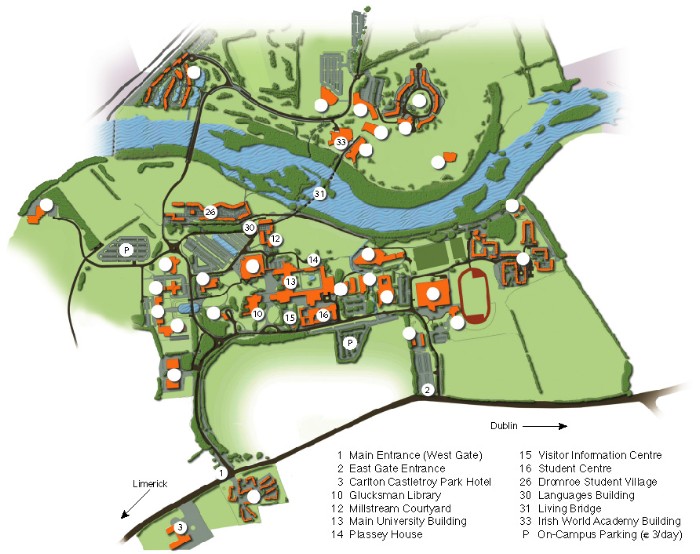 33
31
26
30
12
P
14
13
10
15
16
P
2
Dublin
1
Limerick
3
1 Main Entrance (West Gate)
2 East Gate Entrance
3 Carlton Castletroy Park Hotel
10 Glucksman Library
12 Millstream Courtyard
13 Main University Building
14 Plassey House
15 Visitor Information Centre
16 Student Centre
26 Dromroe Student Village
30 Languages Building
31 Living Bridge
33 Irish World Academy Building
P On-Campus Parking (€ 3/day)